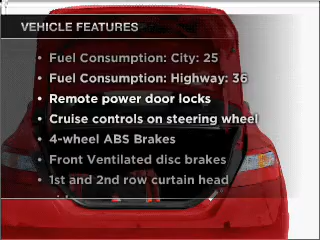 VEHICLE FEATURES
• Fuel Consumption: City: 25
• Fuel Consumption: Highway: 36
• Remote power door locks
• Cruise controls on steering wheel
• 4-wheel ABS Brakes
• Front Ventilated disc brakes
• 1st and 2nd row curtain head